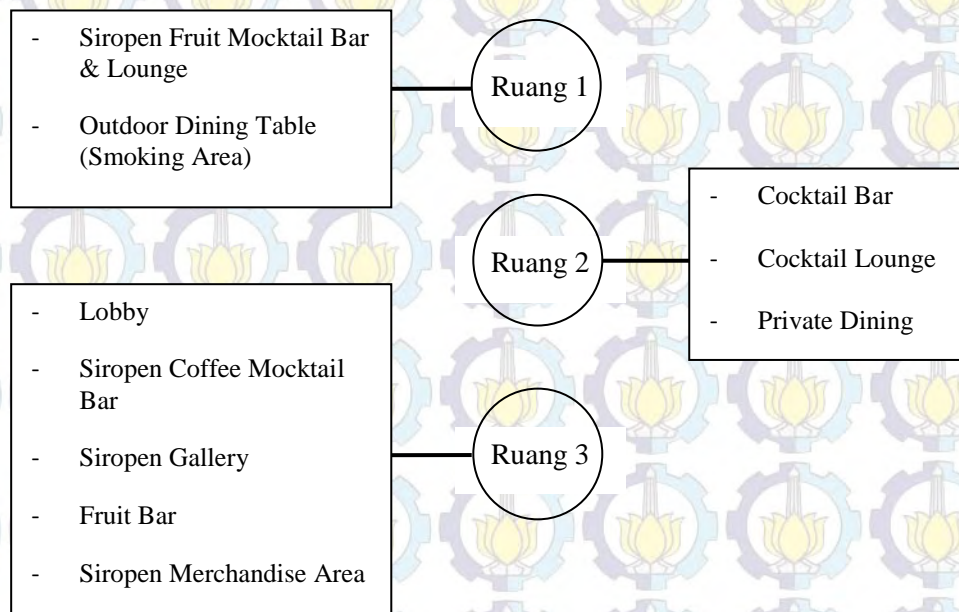 - Siropen Fruit Mocktail Bar
& Lounge
- Outdoor Dining Table
(Smoking Area)
Ruang 1
Ruang 2
- Cocktail Bar
- Cocktail Lounge
- Private Dining
- Lobby
- Siropen Coffee Mocktail
Bar
- Siropen Gallery
- Fruit Bar
- Siropen Merchandise Area
Ruang 3